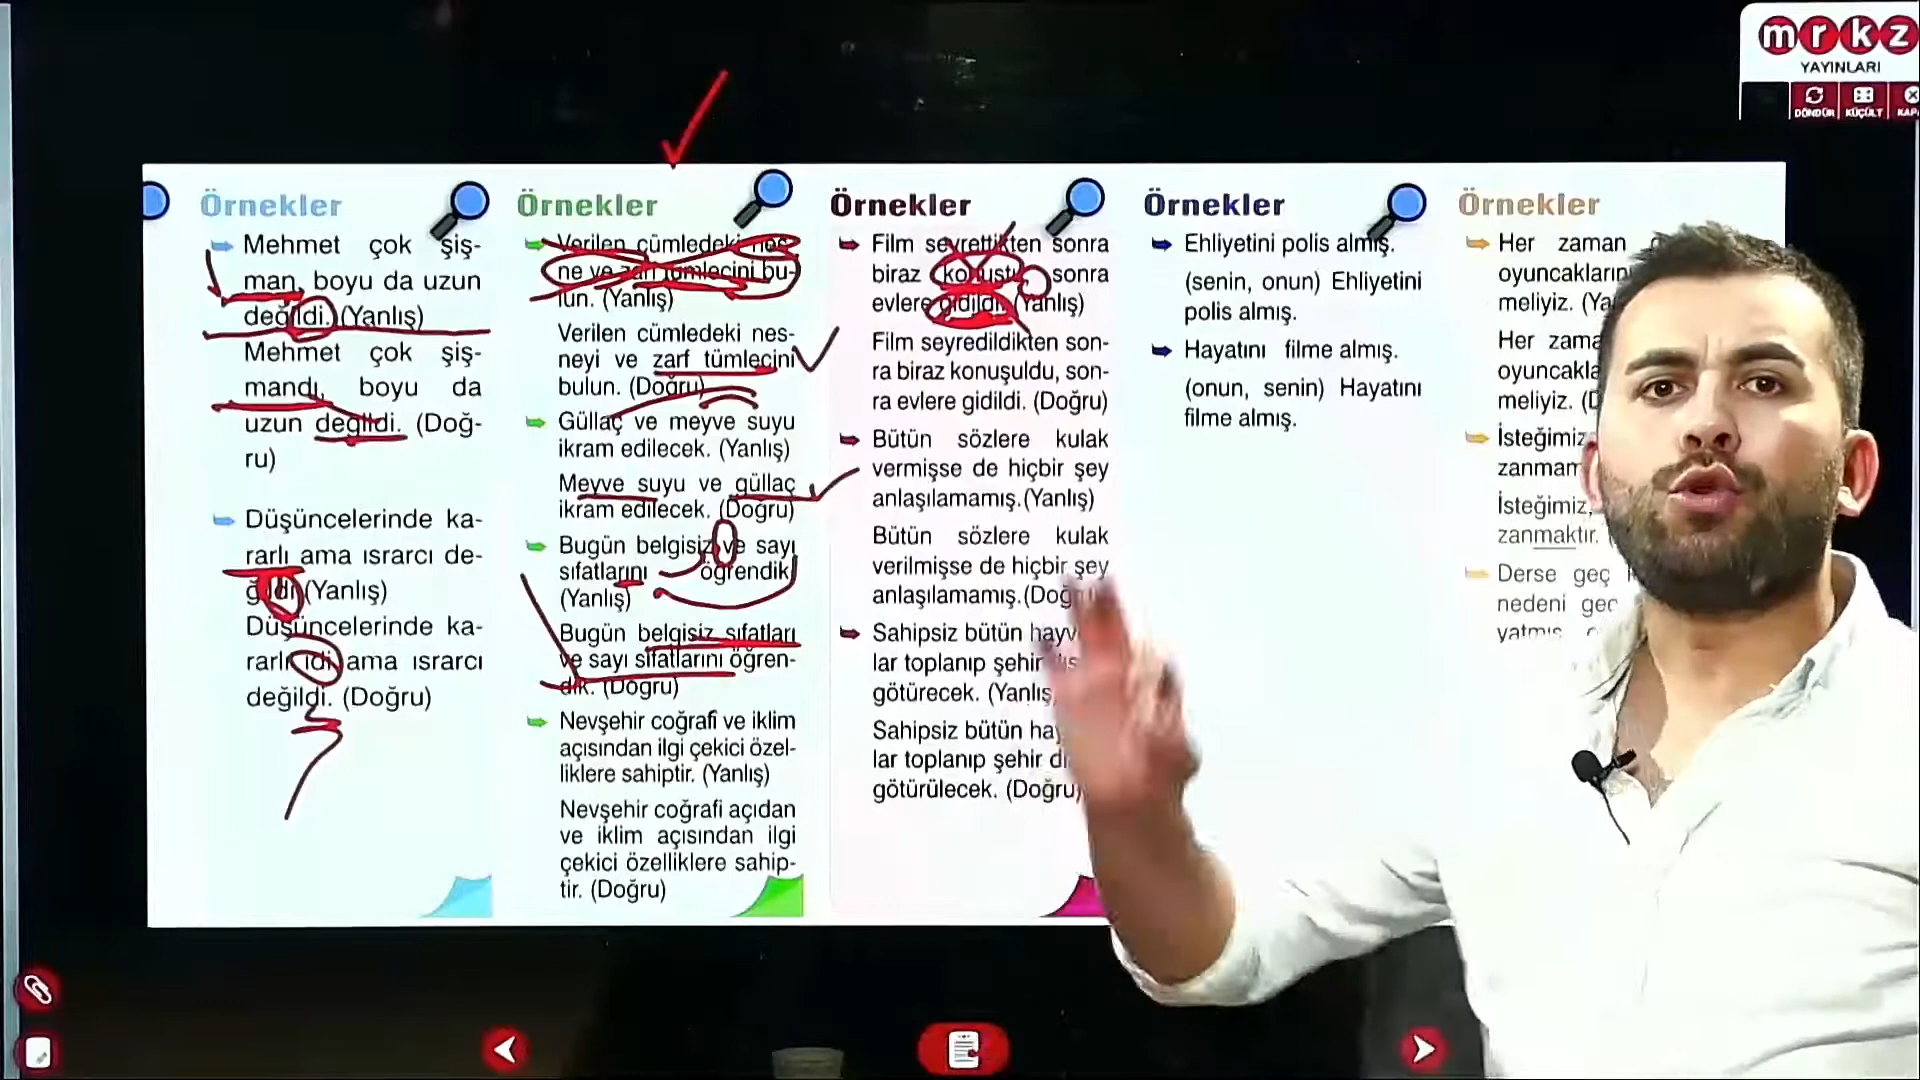 mrkz
YAYINLARI
DÖNDÜR
KÜÇÜLT
Örnekler
Mehmet çok şiş-
man, boyu da uzun
değildi. (Yanlış)
Mehmet çok şiş-
mandı, boyu da
uzun değildi. (Doğ-
ru)
Düşüncelerinde ka-
rarlı ama ısrarcı de-
ğildi (Yanlış)
Düşüncelerinde ka-
rarlı idi ama ısrarcı
değildi. (Doğru)
Örnekler
Verilen cümledeki nes-
ne ve zarf tümlecini bu-
lun. (Yanlış)
Verilen cümledeki nes-
neyi ve zarf tümlecini
bulun. (Doğru)
Güllaç ve meyve suyu
ikram edilecek. (Yanlış)
Meyve suyu ve güllaç
ikram edilecek. (Doğru)
Bugün belgisiz ve sayı
sıfatlarını öğrendik
(Yanlış)
Bugün belgisiz sıfatları
ve sayı sıfatlarını öğren-
dik. (Doğru)
Nevşehir coğrafi ve iklim
açısından ilgi çekici özel-
liklere sahiptir. (Yanlış)
Nevşehir coğrafi açıdan
ve iklim açısından ilgi
çekici özelliklere sahip-
tir. (Doğru)
Örnekler
Film seyrettikten sonra
biraz sonra
evlere gidildi. (Yanlış)
Film seyredildikten son-
ra biraz konuşuldu, son-
ra evlere gidildi. (Doğru)
Bütün sözlere kulak
vermişse de hiçbir şey
anlaşılamamış.(Yanlış)
Bütün sözlere kulak
verilmişse de hiçbir şey
anlaşılamamış.
Sahipsiz bütün
lar toplanıp şehir
götürecek. (Yanlış
Sahipsiz bütün
lar toplanıp şehir
götürülecek. (Doğru)
Örnekler
Ehliyetini polis almış.
(senin, onun) Ehliyetini
polis almış.
Hayatını filme almış.
(onun, senin) Hayatını
filme almış.
Örnekler
Her zaman
meliyiz.
Her
meliyiz.
İsteğimiz
İsteğimiz,
zanmaktır.
Derse geç
nedeni